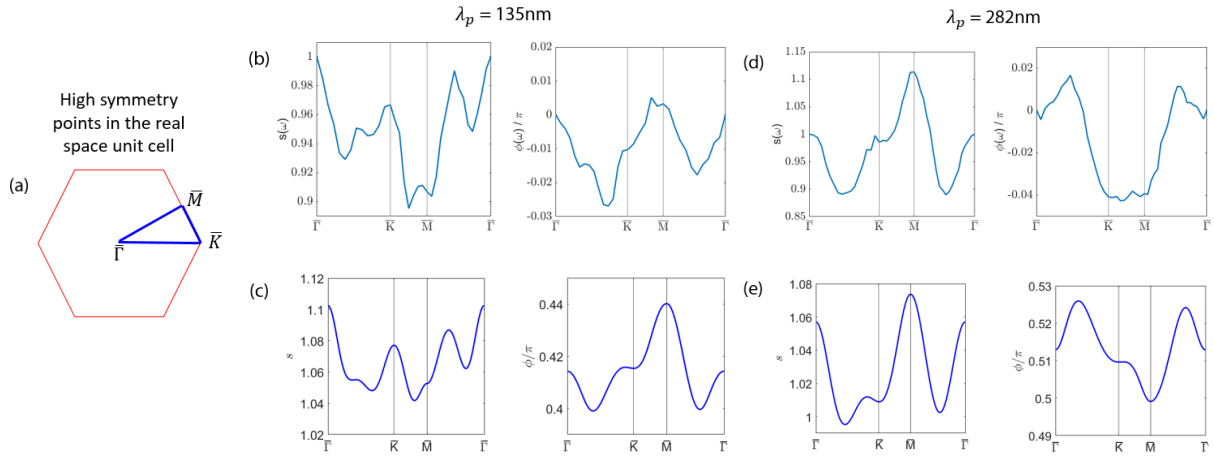 λp = 135nm
λp = 282nm
(a)
High symmetry
points in the real
space unit cell
M̅
Γ̅
K̅
(b)
s(ω)
1
0.98
0.96
0.94
0.92
0.9
Γ̅ K̅ M̅ Γ̅
ϕ(ω) / π
0.02
0.01
0
-0.01
-0.02
-0.03
Γ̅ K̅ M̅ Γ̅
(d)
s(ω)
1.15
1.1
1.05
1
0.95
0.9
0.85
Γ̅ K̅ M̅ Γ̅
ϕ(ω)/ π
0.02
0
-0.02
-0.04
Γ̅ K̅ M̅ Γ̅
(c)
s
1.12
1.1
1.08
1.06
1.04
1.02
Γ̅ K̅ M̅ Γ̅
ϕ/π
0.44
0.42
0.4
Γ̅ K̅ M̅ Γ̅
(e)
s
1.08
1.06
1.04
1.02
1
Γ̅ K̅ M̅ Γ̅
ϕ/π
0.53
0.52
0.51
0.5
0.49
Γ̅ K̅ M̅ Γ̅